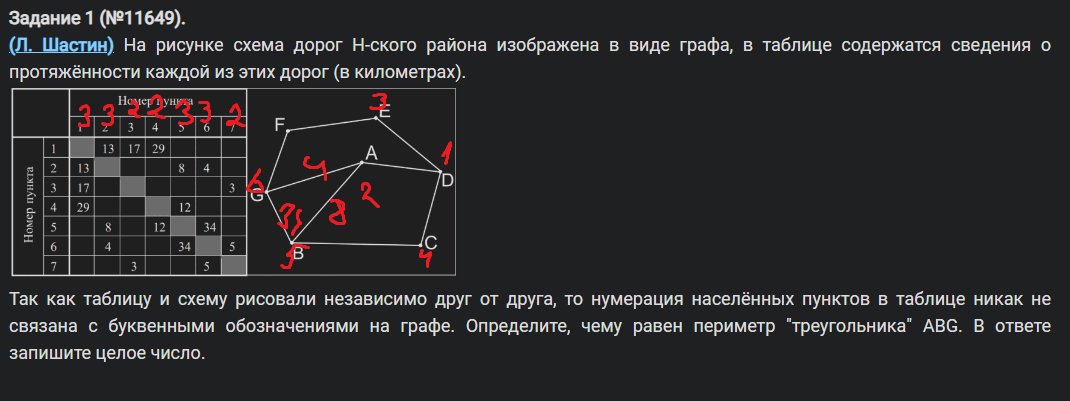 Задание 1 (№11649).
(Л. Шастин) На рисунке схема дорог Н-ского района изображена в виде графа, в таблице содержатся сведения о
протяжённости каждой из этих дорог (в километрах).
Номер пункта
3 3 2 2 3 3 2
1 2 3 4 5 6 7
Номер пункта
1 13 17 29
2 13 8 4
3 17 3
4 29 12
5 8 12 34
6 4 34 5
7 3 5
3
E
F
A
1
D
4
6
G
2
8
B
5
C
4
Так как таблицу и схему рисовали независимо друг от друга, то нумерация населённых пунктов в таблице никак не
связана с буквенными обозначениями на графе. Определите, чему равен периметр "треугольника" ABG. В ответе
запишите целое число.